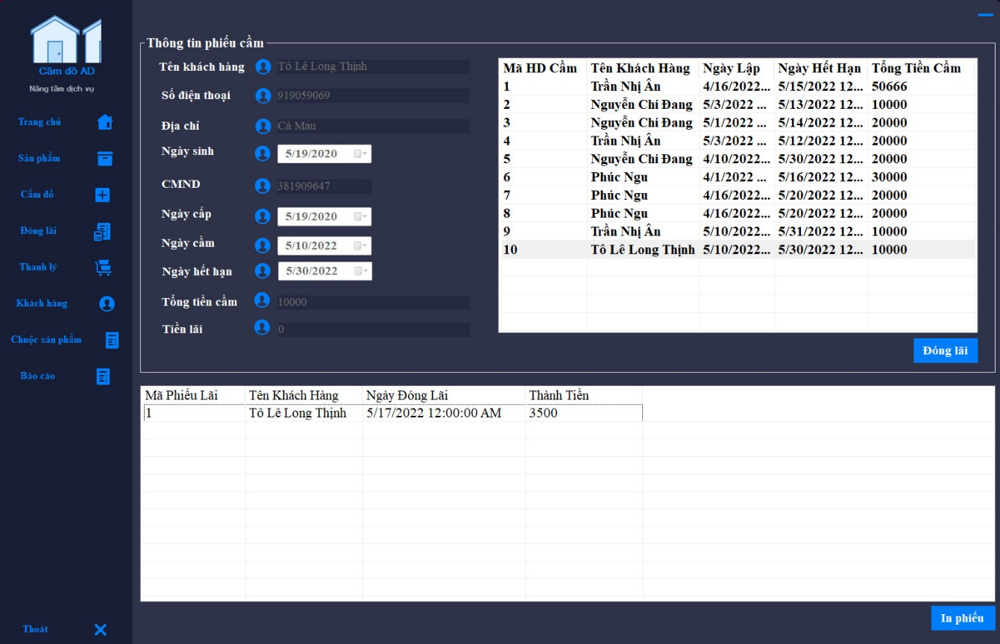 Cầm đồ AD
Nâng tầm dịch vụ
Trang chủ
Sản phẩm
Cầm đồ
Đóng lãi
Thanh lý
Khách hàng
Chuộc sản phẩm
Báo cáo
Thoát
Thông tin phiếu cầm
Tên khách hàng Tô Lê Long Thịnh
Số điện thoại 919059069
Địa chỉ Cà Mau
Ngày sinh 5/19/2020
CMND 381909647
Ngày cấp 5/19/2020
Ngày cầm 5/10/2022
Ngày hết hạn 5/30/2022
Tổng tiền cầm 10000
Tiền lãi 0
Mã HD Cầm Tên Khách Hàng Ngày Lập Ngày Hết Hạn Tổng Tiền Cầm
1 Trần Nhị Ân 4/16/2022... 5/15/2022 12... 50666
2 Nguyễn Chí Đang 5/3/2022 ... 5/13/2022 12... 10000
3 Nguyễn Chí Đang 5/1/2022 ... 5/14/2022 12... 20000
4 Trần Nhị Ân 5/3/2022 ... 5/12/2022 12... 20000
5 Nguyễn Chí Đang 4/10/2022... 5/30/2022 12... 20000
6 Phúc Ngu 4/1/2022 ... 5/16/2022 12... 30000
7 Phúc Ngu 4/16/2022... 5/20/2022 12... 20000
8 Phúc Ngu 4/16/2022... 5/20/2022 12... 20000
9 Trần Nhị Ân 5/10/2022... 5/31/2022 12... 10000
10 Tô Lê Long Thịnh 5/10/2022... 5/30/2022 12... 10000
Đóng lãi
Mã Phiếu Lãi Tên Khách Hàng Ngày Đóng Lãi Thành Tiền
1 Tô Lê Long Thịnh 5/17/2022 12:00:00 AM 3500
In phiếu